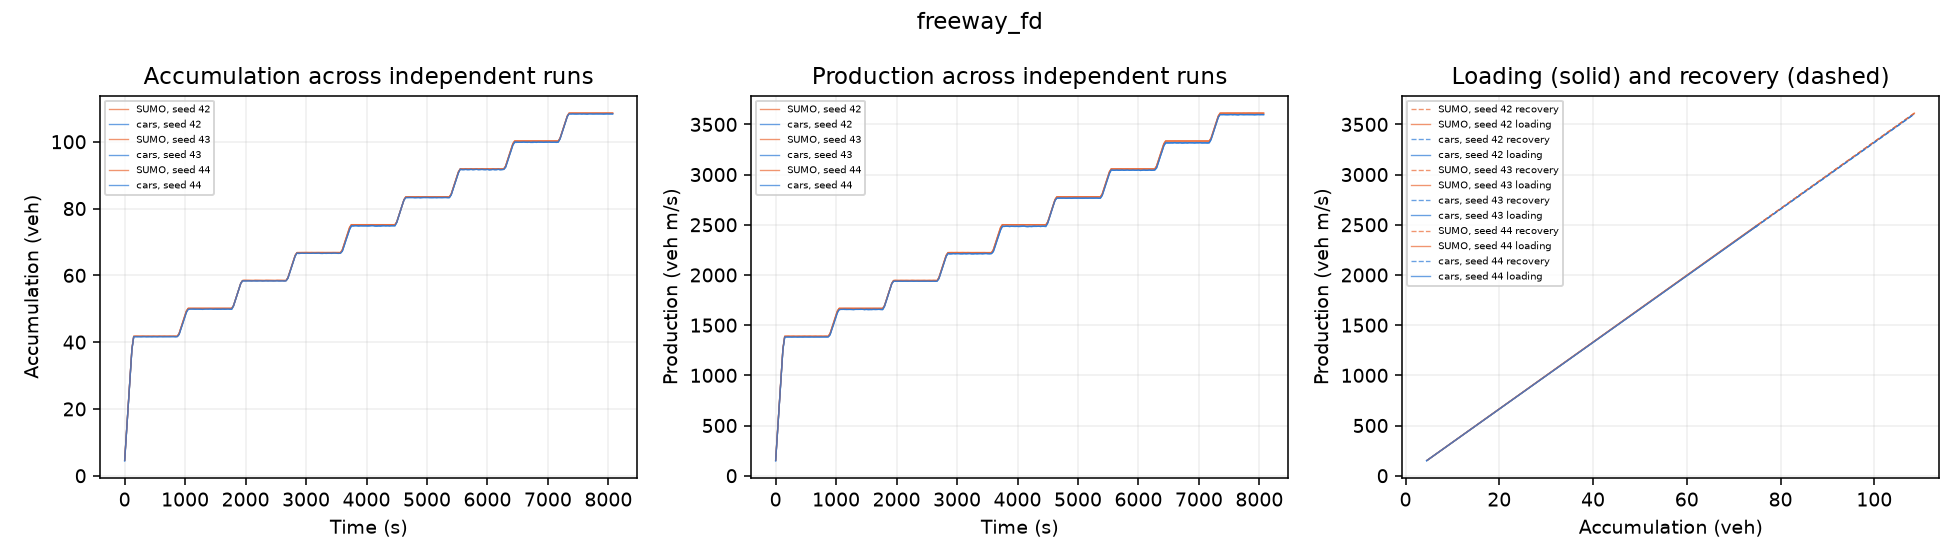 freeway_fd
Accumulation across independent runs
SUMO, seed 42
cars, seed 42
SUMO, seed 43
cars, seed 43
SUMO, seed 44
cars, seed 44
Accumulation (veh)
100
80
60
40
20
0
0 1000 2000 3000 4000 5000 6000 7000 8000
Time (s)
Production across independent runs
SUMO, seed 42
cars, seed 42
SUMO, seed 43
cars, seed 43
SUMO, seed 44
cars, seed 44
Production (veh m/s)
3500
3000
2500
2000
1500
1000
500
0
0 1000 2000 3000 4000 5000 6000 7000 8000
Time (s)
Loading (solid) and recovery (dashed)
SUMO, seed 42 recovery
SUMO, seed 42 loading
cars, seed 42 recovery
cars, seed 42 loading
SUMO, seed 43 recovery
SUMO, seed 43 loading
cars, seed 43 recovery
cars, seed 43 loading
SUMO, seed 44 recovery
SUMO, seed 44 loading
cars, seed 44 recovery
cars, seed 44 loading
Production (veh m/s)
3500
3000
2500
2000
1500
1000
500
0
0 20 40 60 80 100
Accumulation (veh)